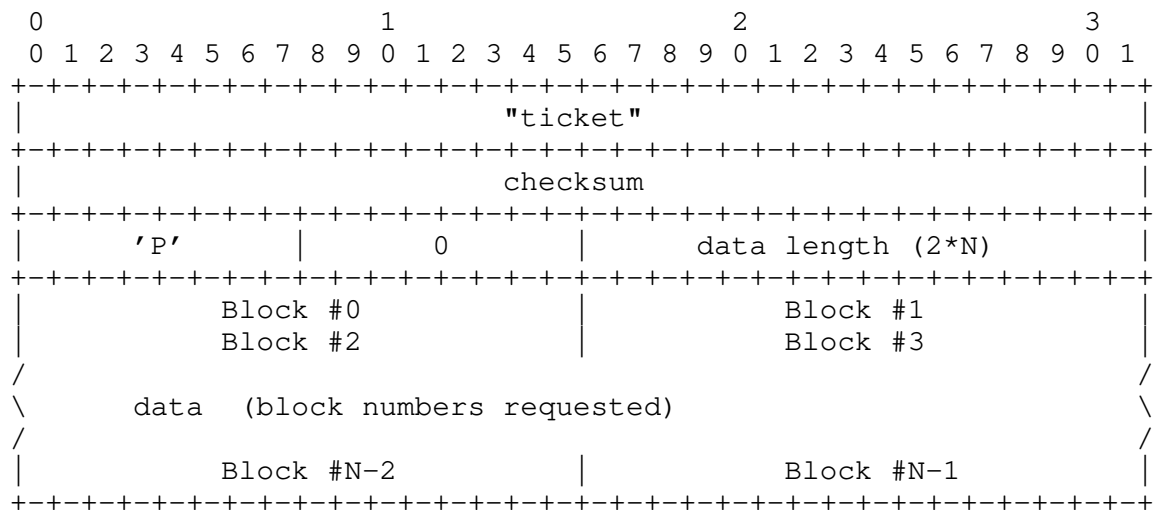 0                   1                   2                   3
 0 1 2 3 4 5 6 7 8 9 0 1 2 3 4 5 6 7 8 9 0 1 2 3 4 5 6 7 8 9 0 1
+-+-+-+-+-+-+-+-+-+-+-+-+-+-+-+-+-+-+-+-+-+-+-+-+-+-+-+-+-+-+-+-+
|                           "ticket"                            |
+-+-+-+-+-+-+-+-+-+-+-+-+-+-+-+-+-+-+-+-+-+-+-+-+-+-+-+-+-+-+-+-+
|                           checksum                            |
+-+-+-+-+-+-+-+-+-+-+-+-+-+-+-+-+-+-+-+-+-+-+-+-+-+-+-+-+-+-+-+-+
|      'P'      |       0       |      data length (2*N)        |
+-+-+-+-+-+-+-+-+-+-+-+-+-+-+-+-+-+-+-+-+-+-+-+-+-+-+-+-+-+-+-+-+
|           Block #0            |           Block #1            |
|           Block #2            |           Block #3            |
/                                                               /
\      data  (block numbers requested)                          \
/                                                               /
|           Block #N-2          |           Block #N-1          |
+-+-+-+-+-+-+-+-+-+-+-+-+-+-+-+-+-+-+-+-+-+-+-+-+-+-+-+-+-+-+-+-+